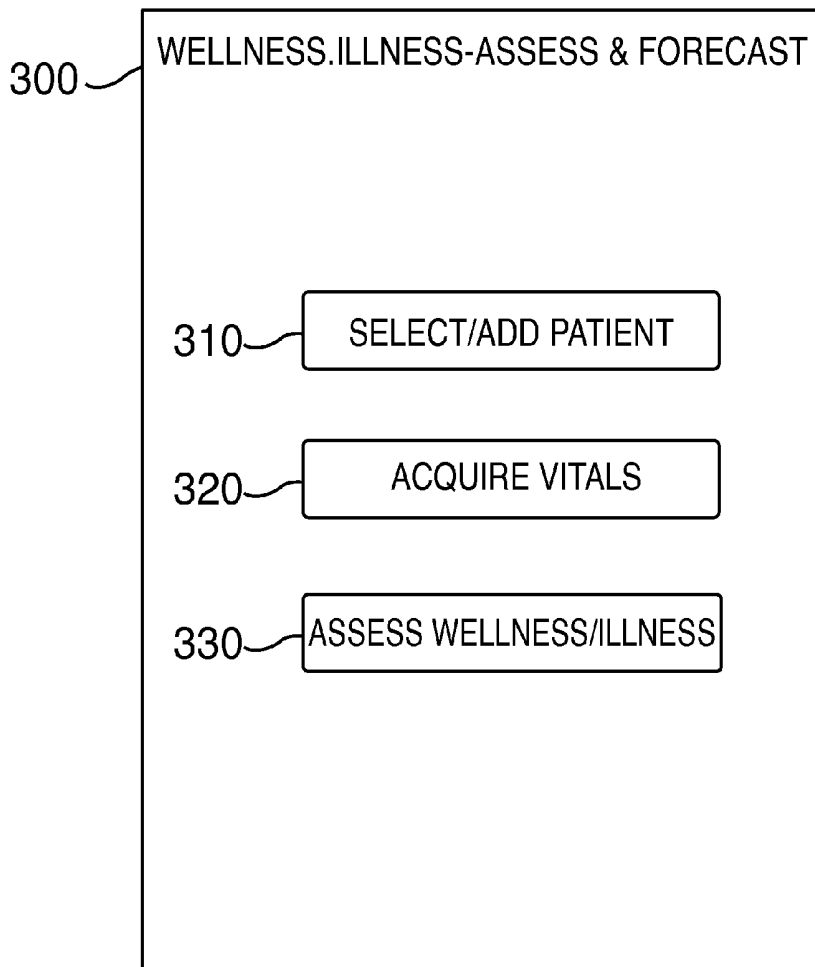 WELLNESS.ILLNESS-ASSESS & FORECAST
300
310 SELECT/ADD PATIENT
320 ACQUIRE VITALS
330 ASSESS WELLNESS/ILLNESS